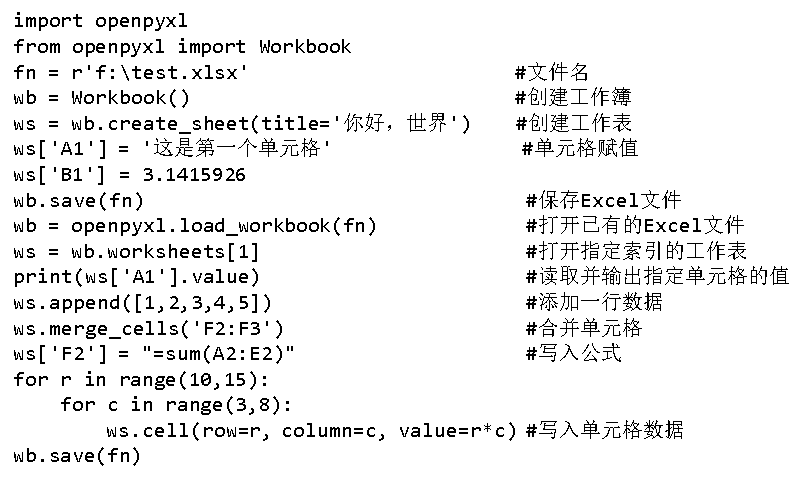 import openpyxl
from openpyxl import Workbook
fn = r'f:\test.xlsx' #文件名
wb = Workbook() #创建工作簿
ws = wb.create_sheet(title='你好，世界') #创建工作表
ws['A1'] = '这是第一个单元格' #单元格赋值
ws['B1'] = 3.1415926
wb.save(fn) #保存Excel文件
wb = openpyxl.load_workbook(fn) #打开已有的Excel文件
ws = wb.worksheets[1] #打开指定索引的工作表
print(ws['A1'].value) #读取并输出指定单元格的值
ws.append([1,2,3,4,5]) #添加一行数据
ws.merge_cells('F2:F3') #合并单元格
ws['F2'] = "=sum(A2:E2)" #写入公式
for r in range(10,15):
    for c in range(3,8):
        ws.cell(row=r, column=c, value=r*c) #写入单元格数据
wb.save(fn)